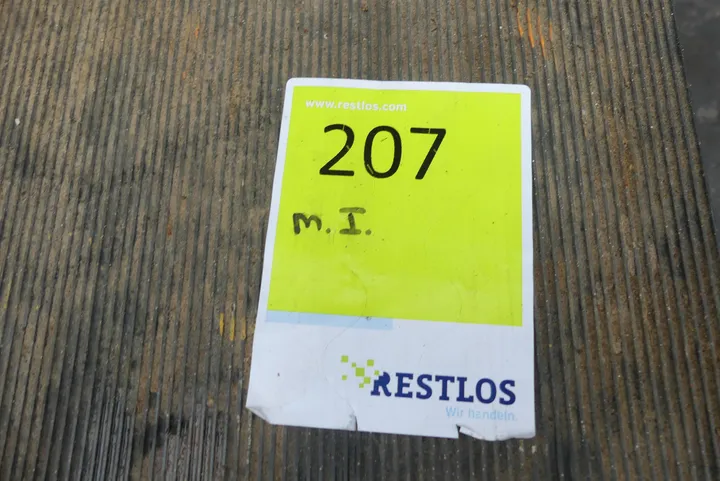 www.restlos.com
207
m. I.
RESTLOS
Wir handeln.